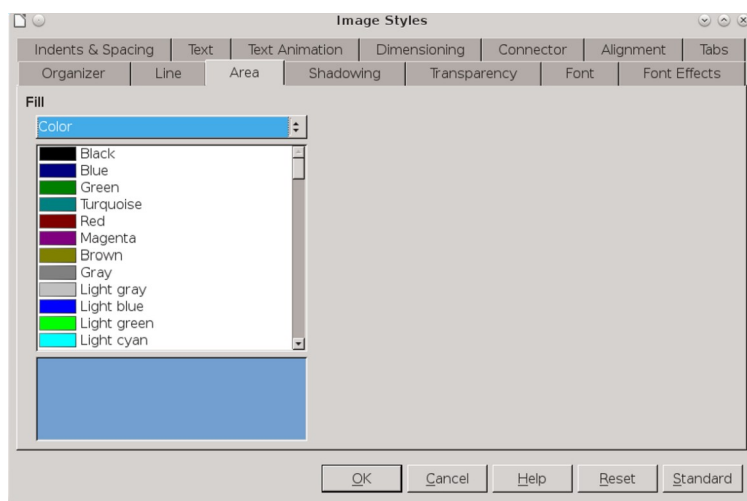 Image Styles
Indents & Spacing Text Text Animation Dimensioning Connector Alignment Tabs
Organizer Line Area Shadowing Transparency Font Font Effects
Fill
Color
Black
Blue
Green
Turquoise
Red
Magenta
Brown
Gray
Light gray
Light blue
Light green
Light cyan
OK Cancel Help Reset Standard